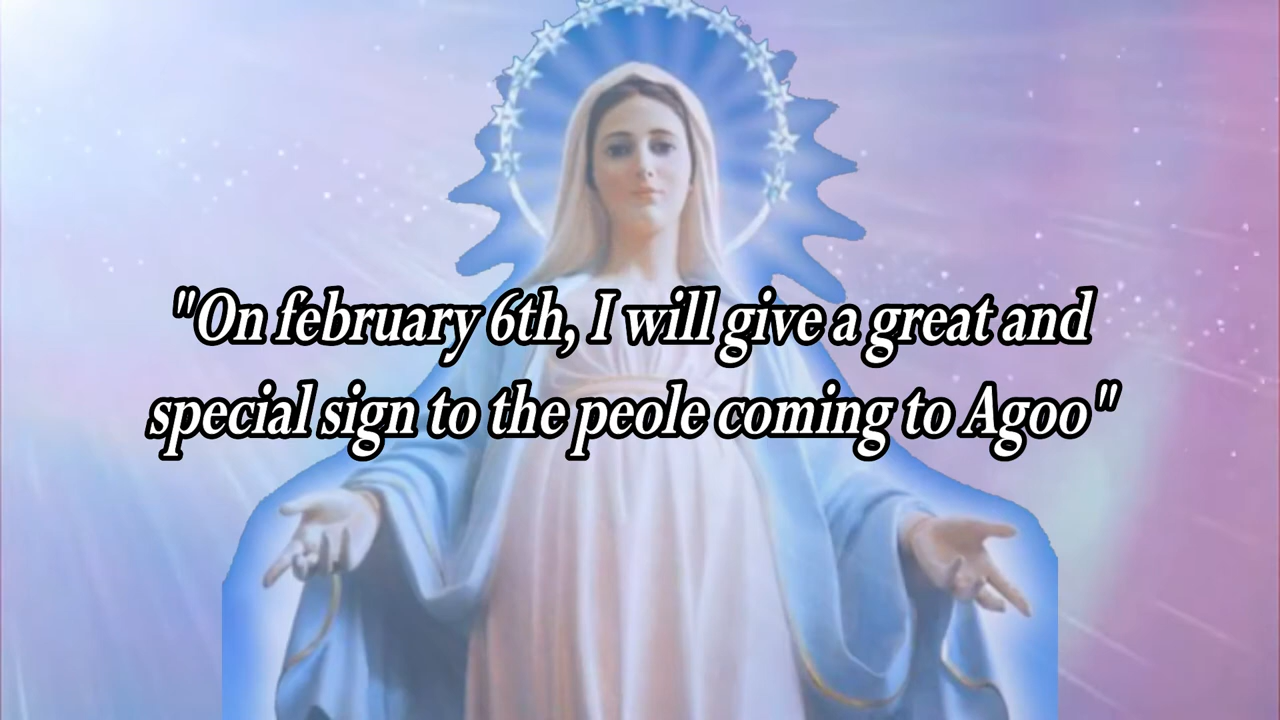 "On february 6th, I will give a great and
special sign to the peole coming to Agoo"